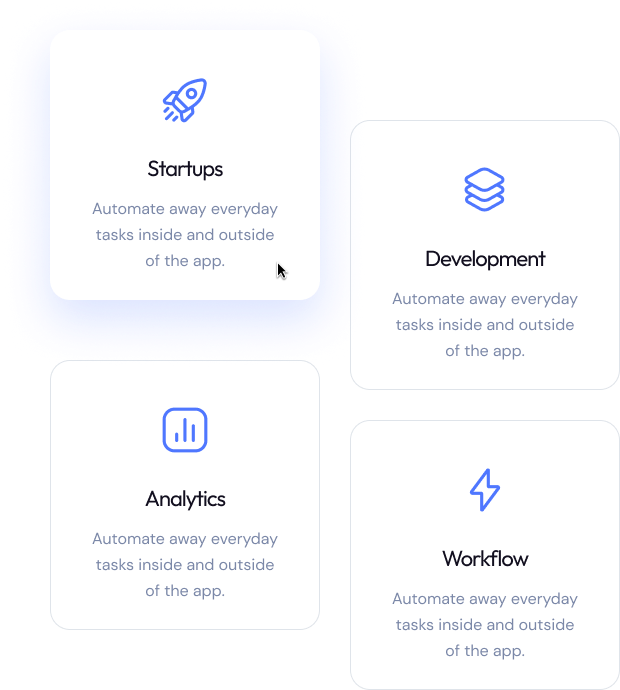 Startups
Automate away everyday
tasks inside and outside
of the app.
Development
Automate away everyday
tasks inside and outside
of the app.
Analytics
Automate away everyday
tasks inside and outside
of the app.
Workflow
Automate away everyday
tasks inside and outside
of the app.